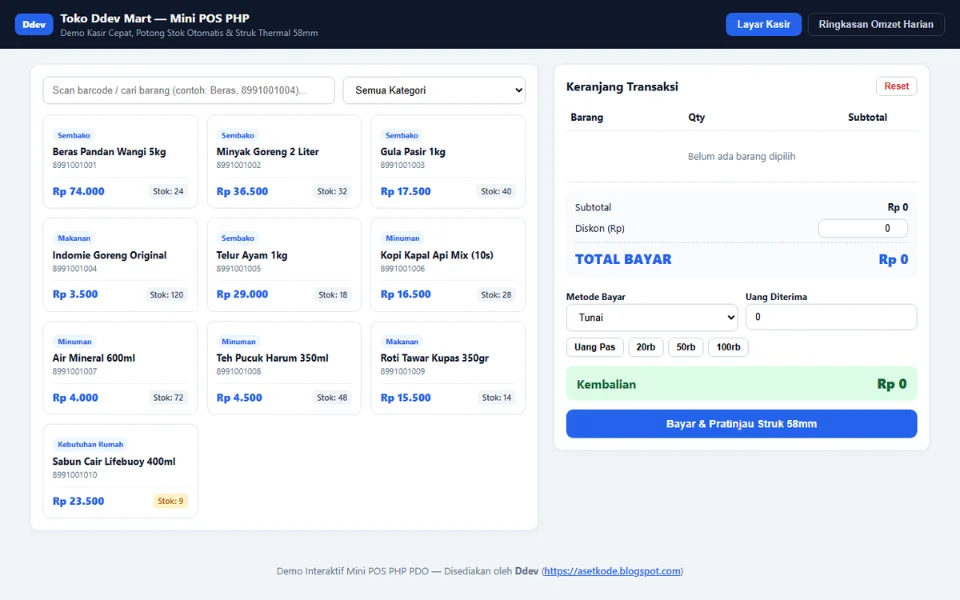 Ddev
Toko Ddev Mart — Mini POS PHP
Demo Kasir Cepat, Potong Stok Otomatis & Struk Thermal 58mm
Layar Kasir
Ringkasan Omzet Harian
Scan barcode / cari barang (contoh: Beras, 8991001004)...
Semua Kategori
Sembako
Beras Pandan Wangi 5kg
8991001001
Rp 74.000
Stok: 24
Sembako
Minyak Goreng 2 Liter
8991001002
Rp 36.500
Stok: 32
Sembako
Gula Pasir 1kg
8991001003
Rp 17.500
Stok: 40
Makanan
Indomie Goreng Original
8991001004
Rp 3.500
Stok: 120
Sembako
Telur Ayam 1kg
8991001005
Rp 29.000
Stok: 18
Minuman
Kopi Kapal Api Mix (10s)
8991001006
Rp 16.500
Stok: 28
Minuman
Air Mineral 600ml
8991001007
Rp 4.000
Stok: 72
Minuman
Teh Pucuk Harum 350ml
8991001008
Rp 4.500
Stok: 48
Makanan
Roti Tawar Kupas 350gr
8991001009
Rp 15.500
Stok: 14
Kebutuhan Rumah
Sabun Cair Lifebuoy 400ml
8991001010
Rp 23.500
Stok: 9
Keranjang Transaksi
Reset
Barang Qty Subtotal
Belum ada barang dipilih
Subtotal Rp 0
Diskon (Rp) 0
TOTAL BAYAR Rp 0
Metode Bayar
Tunai
Uang Diterima
0
Uang Pas 20rb 50rb 100rb
Kembalian Rp 0
Bayar & Pratinjau Struk 58mm
Demo Interaktif Mini POS PHP PDO — Disediakan oleh Ddev (https://asetkode.blogspot.com)